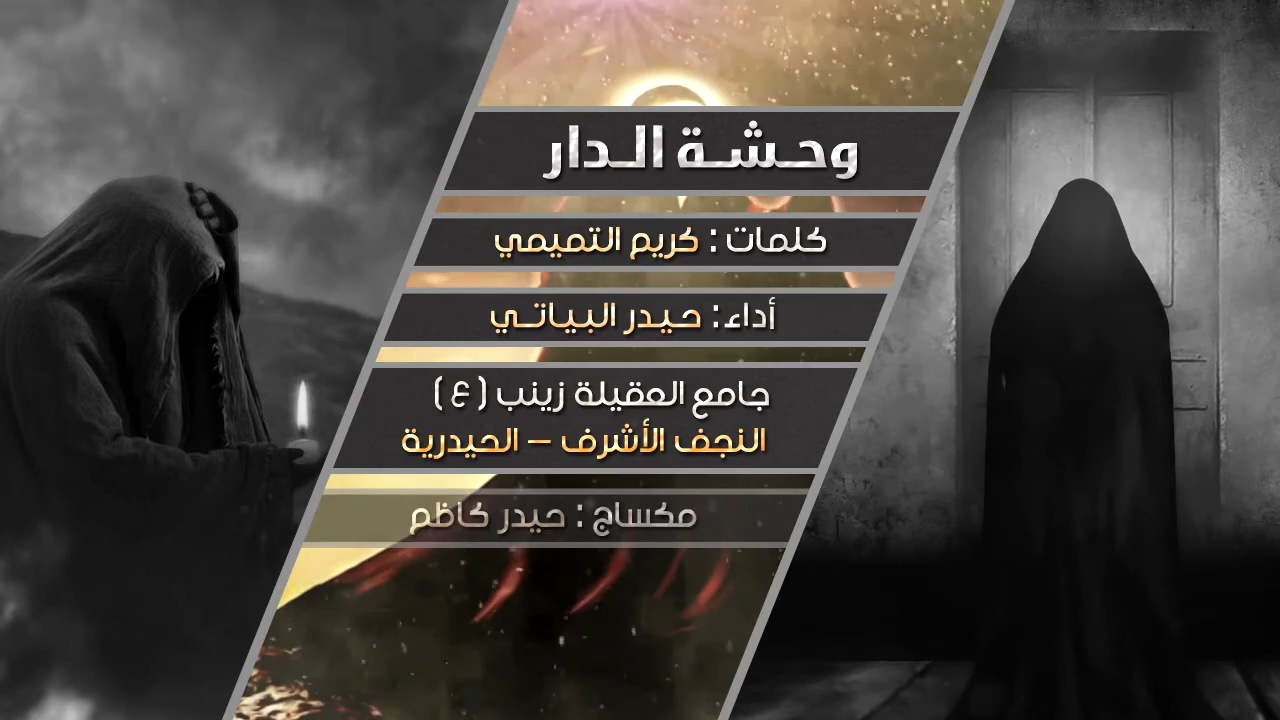 وحشة الدار
كلمات : كريم التميمي
أداء : حيدر البياتي
جامع العقيلة زينب (ع)
النجف الأشرف – الحيدرية
مكساج : حيدر كاظم